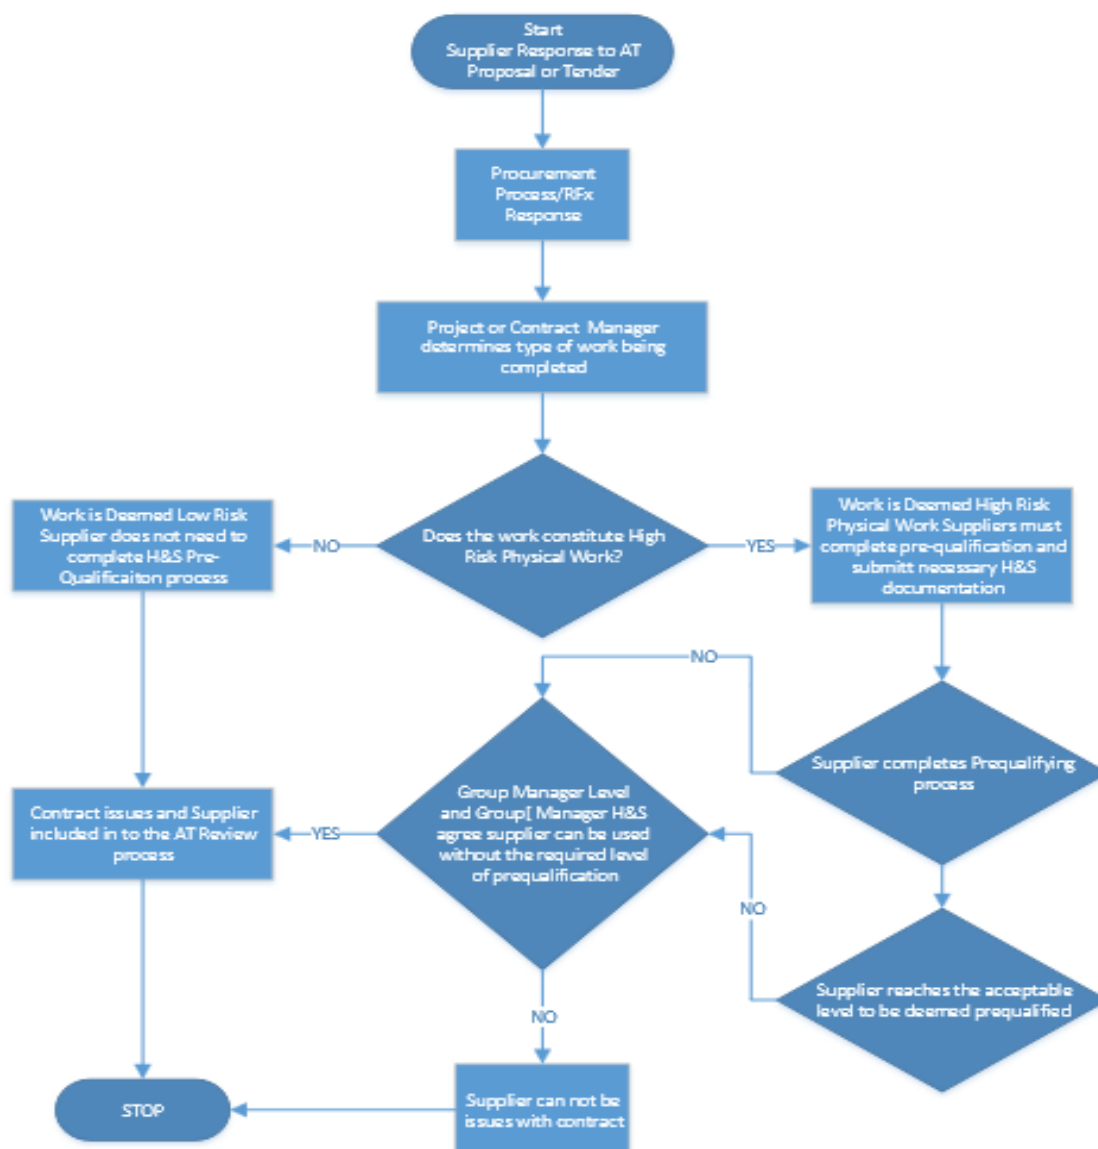 Start
Supplier Response to AT
Proposal or Tender
Procurement
Process/RFx
Response
Project or Contract Manager
determines type of work being
completed
Does the work constitute High
Risk Physical Work?
NO
YES
Work is Deemed Low Risk
Supplier does not need to
complete H&S Pre-
Qualificaiton process
Work is Deemed High Risk
Physical Work Suppliers must
complete pre-qualification and
submitt necessary H&S
documentation
NO
Supplier completes Prequalifying
process
Group Manager Level
and Group[ Manager H&S
agree supplier can be used
without the required level
of prequalification
YES
Contract issues and Supplier
included in to the AT Review
process
NO
Supplier reaches the acceptable
level to be deemed prequalified
NO
Supplier can not be
issues with contract
STOP